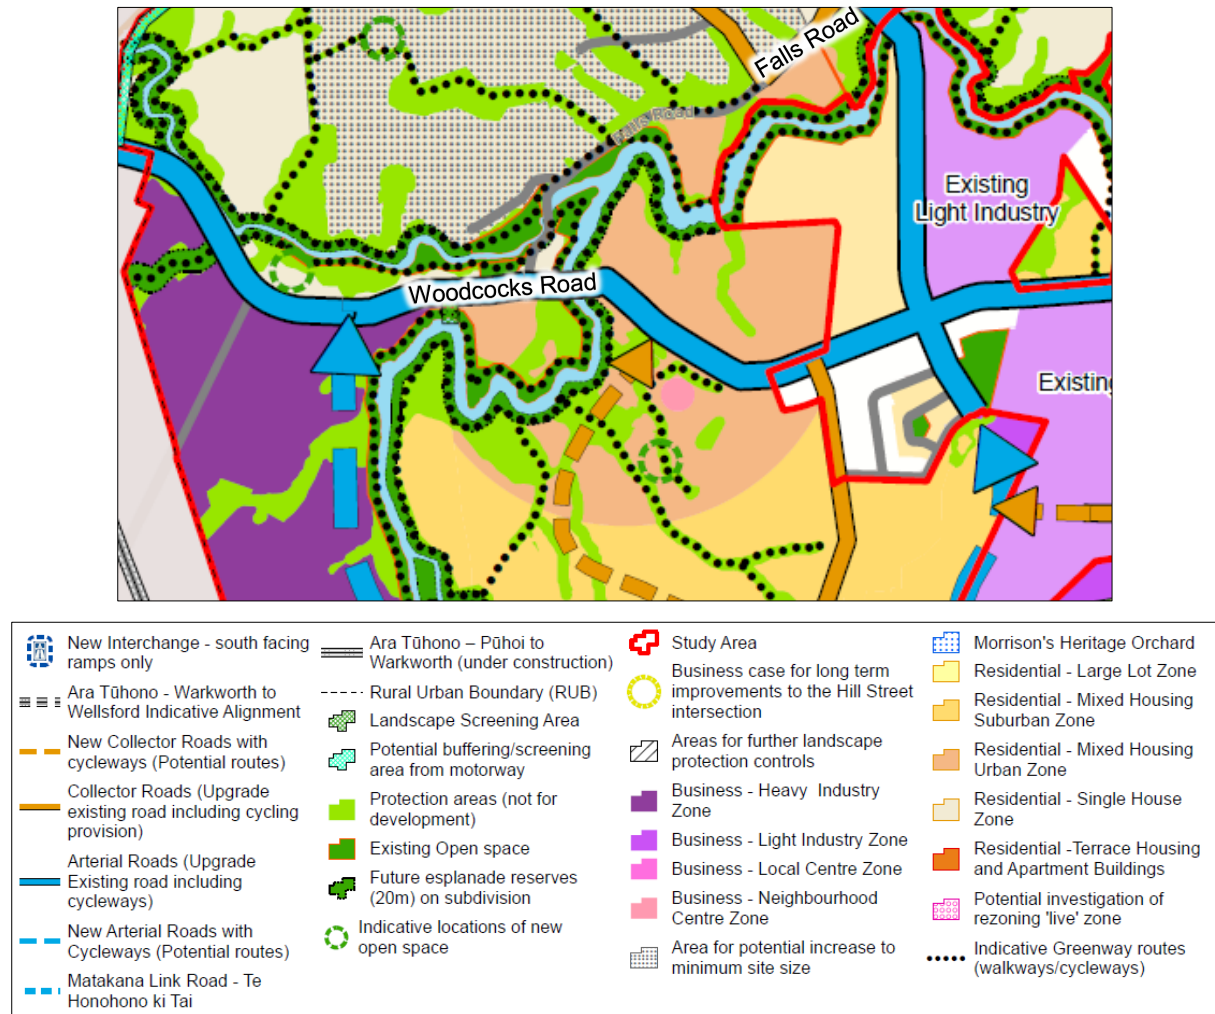 Falls Road
Falls Road
Existing
Light Industry
Woodcocks Road
Existing
New Interchange - south facing
ramps only
Ara Tūhono - Warkworth to
Wellsford Indicative Alignment
New Collector Roads with
cycleways (Potential routes)
Collector Roads (Upgrade
existing road including cycling
provision)
Arterial Roads (Upgrade
Existing road including
cycleways)
New Arterial Roads with
Cycleways (Potential routes)
Matakana Link Road - Te
Honohono ki Tai
Ara Tūhono – Pūhoi to
Warkworth (under construction)
Rural Urban Boundary (RUB)
Landscape Screening Area
Potential buffering/screening
area from motorway
Protection areas (not for
development)
Existing Open space
Future esplanade reserves
(20m) on subdivision
Indicative locations of new
open space
Study Area
Business case for long term
improvements to the Hill Street
intersection
Areas for further landscape
protection controls
Business - Heavy Industry
Zone
Business - Light Industry Zone
Business - Local Centre Zone
Business - Neighbourhood
Centre Zone
Area for potential increase to
minimum site size
Morrison's Heritage Orchard
Residential - Large Lot Zone
Residential - Mixed Housing
Suburban Zone
Residential - Mixed Housing
Urban Zone
Residential - Single House
Zone
Residential -Terrace Housing
and Apartment Buildings
Potential investigation of
rezoning 'live' zone
Indicative Greenway routes
(walkways/cycleways)